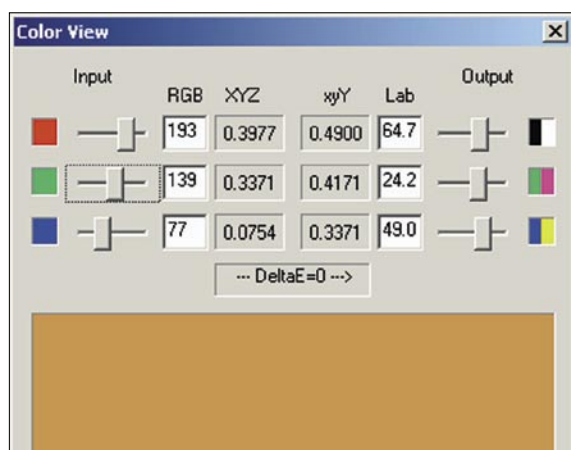 Color View
Input Output
RGB XYZ xyY Lab
193 0.3977 0.4900 64.7
139 0.3371 0.4171 24.2
77 0.0754 0.3371 49.0
--- DeltaE=0 --->